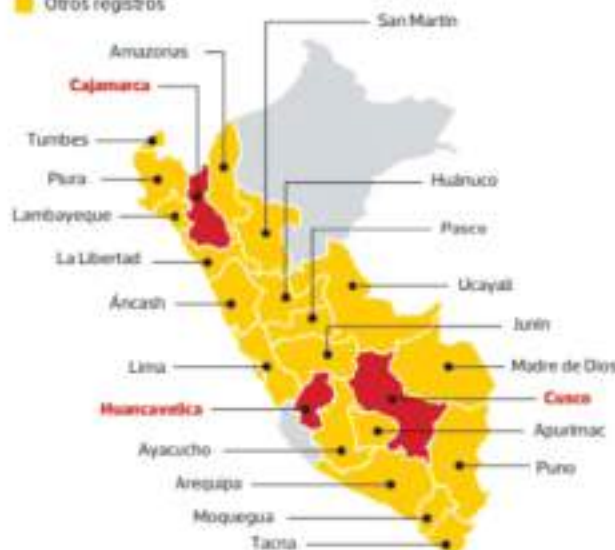 Otros registros
San Martín
Amazonas
Cajamarca
Tumbes
Piura
Huánuco
Lambayeque
Pasco
La Libertad
Ucayali
Áncash
Junín
Lima
Madre de Dios
Huancavelica
Cusco
Apurímac
Ayacucho
Puno
Arequipa
Moquegua
Tacna